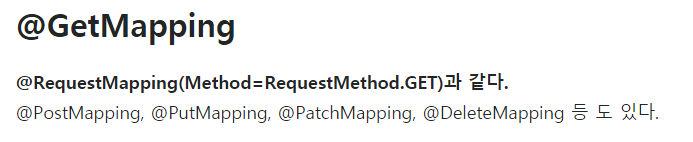 @GetMapping
@RequestMapping(Method=RequestMethod.GET)과 같다.
@PostMapping, @PutMapping, @PatchMapping, @DeleteMapping 등 도 있다.